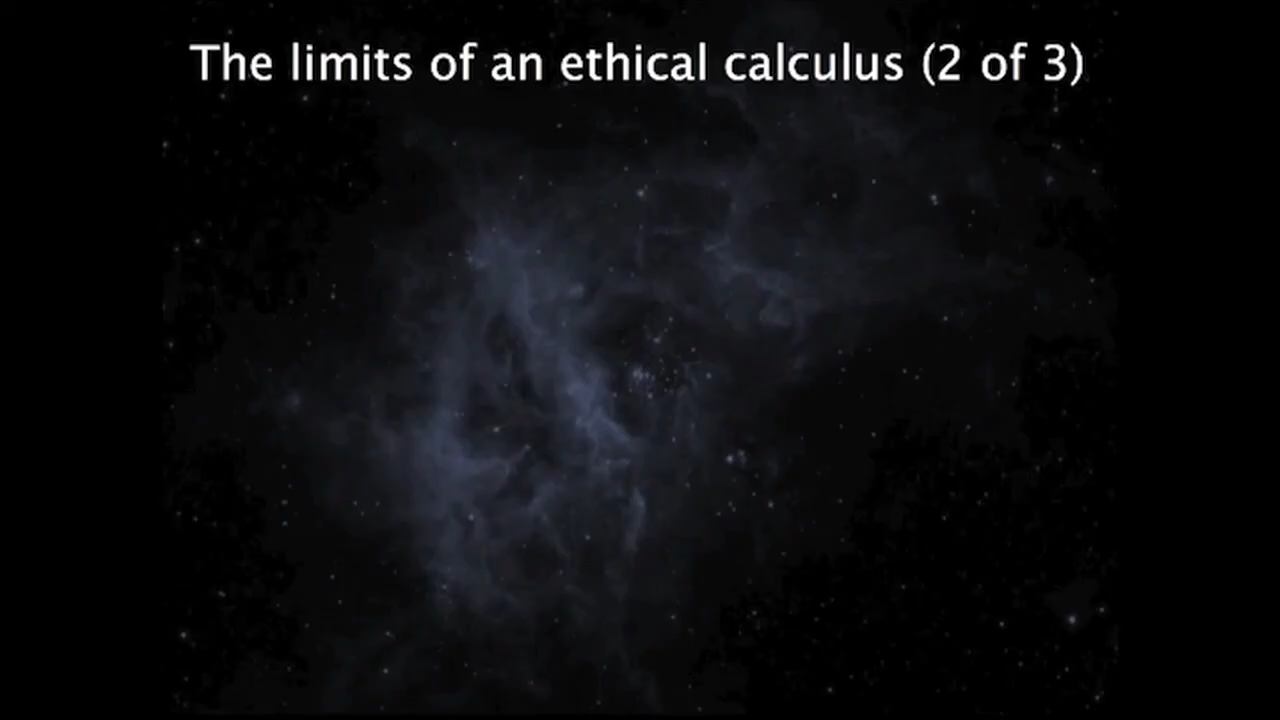 The limits of an ethical calculus (2 of 3)